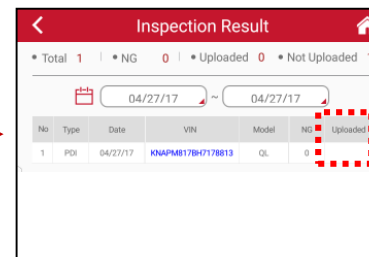 Inspection Result
• Total 1 • NG 0 • Uploaded 0 • Not Uploaded
04/27/17 ~ 04/27/17
No Type Date VIN Model NG Uploaded
1 PDI 04/27/17 KNAPM817BH7178813 QL 0